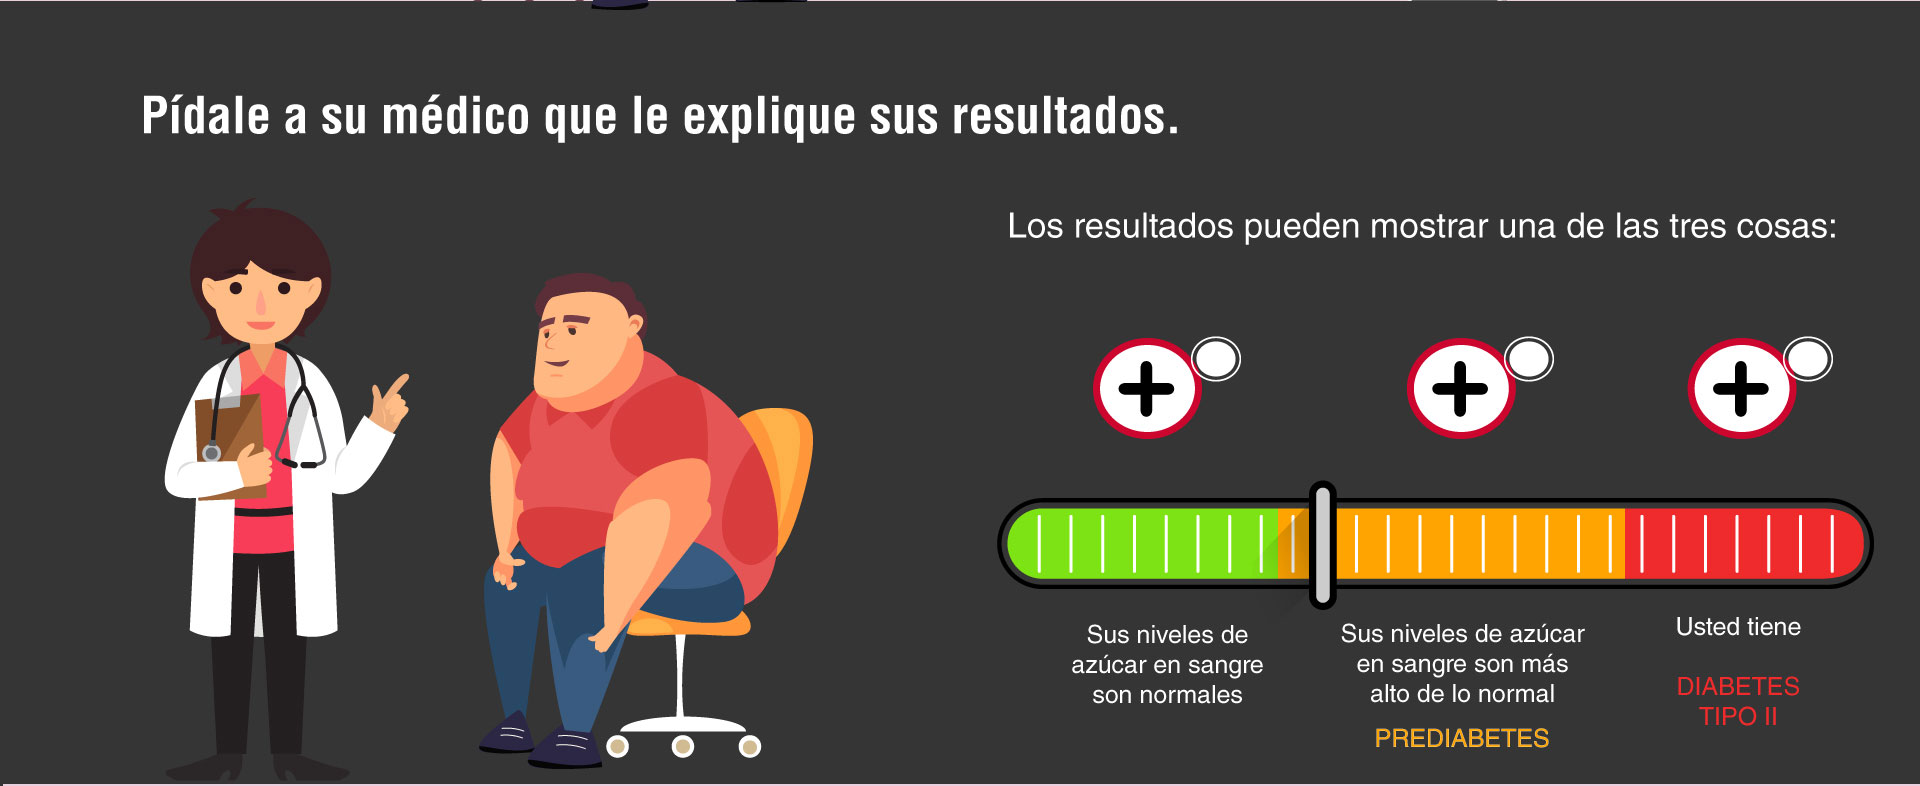 Pídale a su médico que le explique sus resultados.
Los resultados pueden mostrar una de las tres cosas:
Sus niveles de
azúcar en sangre
son normales
Sus niveles de azúcar
en sangre son más
alto de lo normal
PREDIABETES
Usted tiene
DIABETES
TIPO II